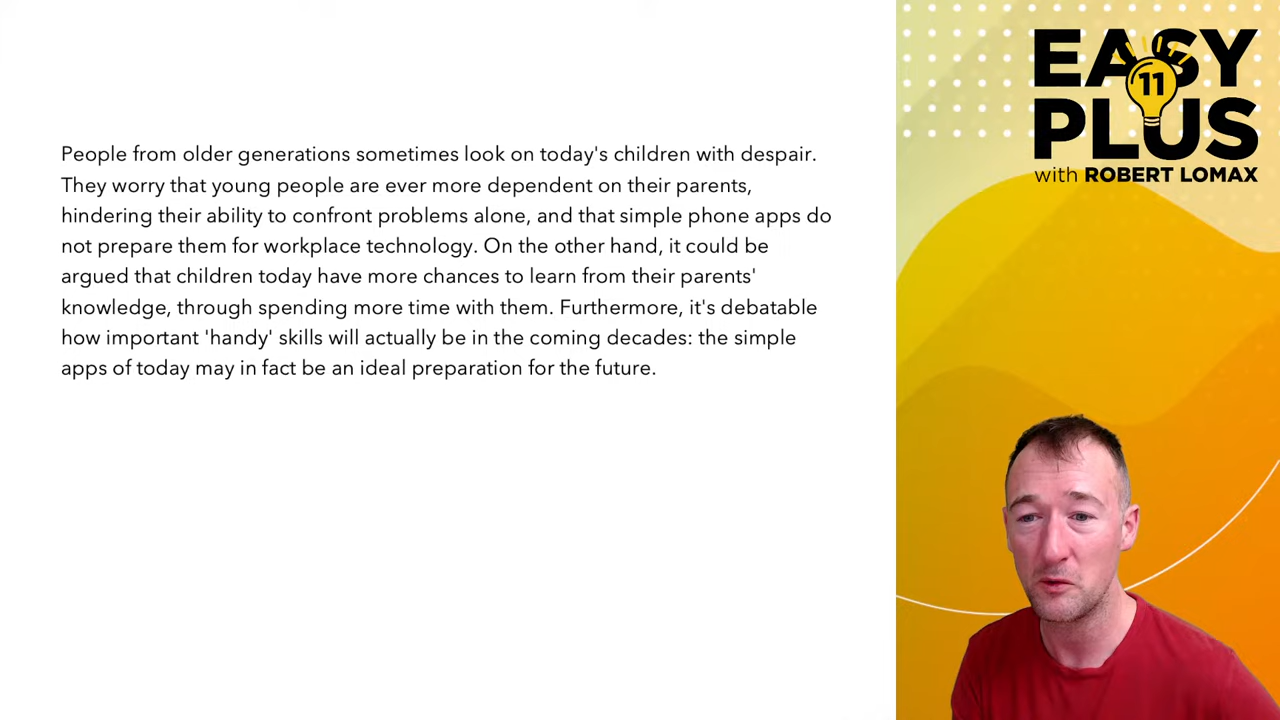 People from older generations sometimes look on today's children with despair.
They worry that young people are ever more dependent on their parents,
hindering their ability to confront problems alone, and that simple phone apps do
not prepare them for workplace technology. On the other hand, it could be
argued that children today have more chances to learn from their parents'
knowledge, through spending more time with them. Furthermore, it's debatable
how important 'handy' skills will actually be in the coming decades: the simple
apps of today may in fact be an ideal preparation for the future.
EASY
11
PLUS
with ROBERT LOMAX